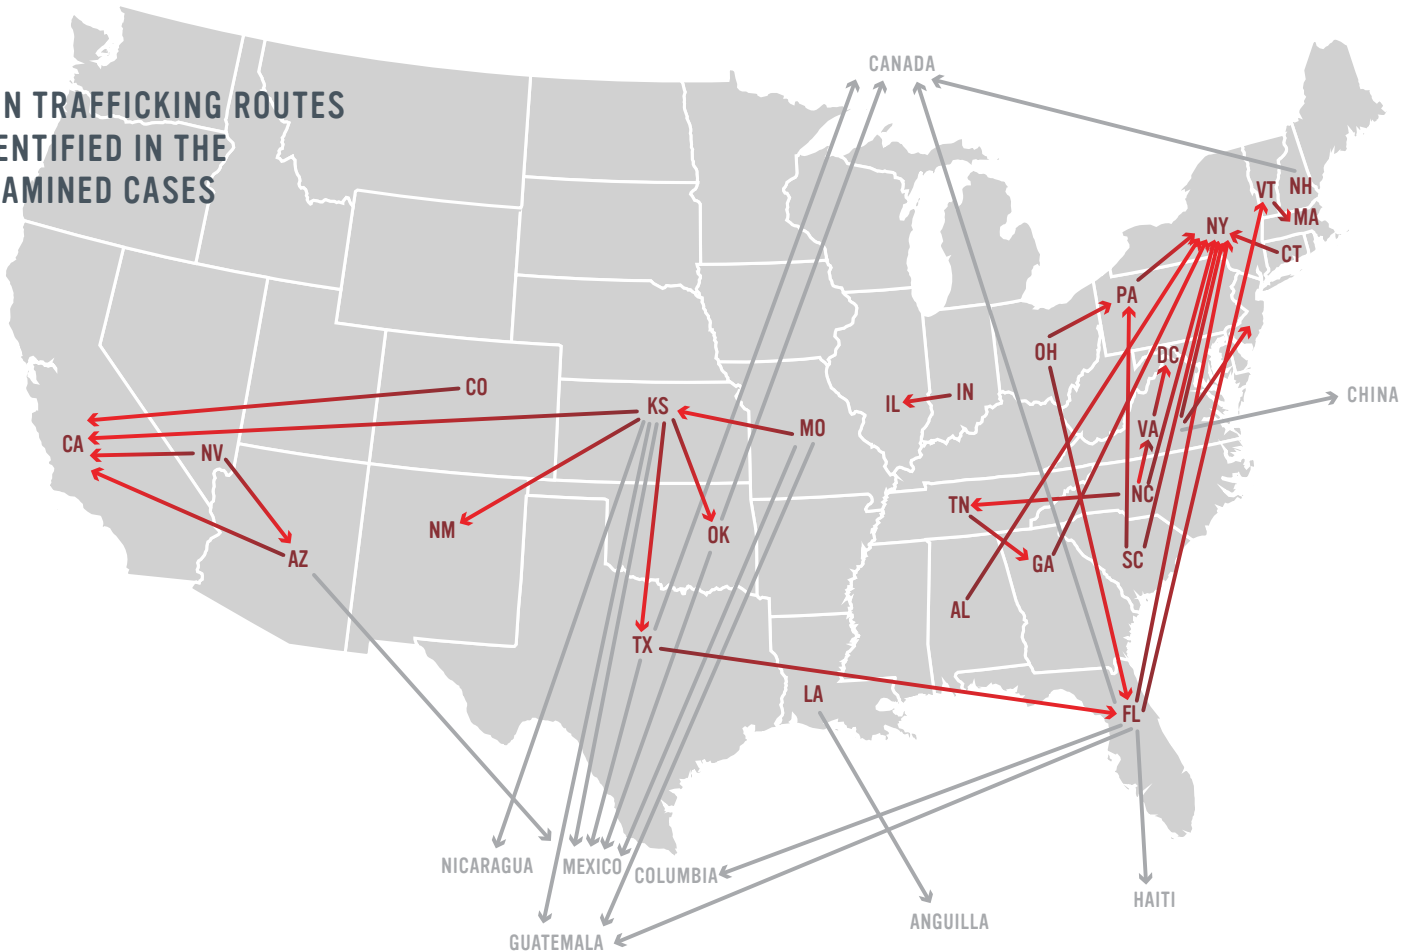 CANADA
N TRAFFICKING ROUTES
ENTIFIED IN THE
AMINED CASES
VT
NH
MA
NY
CT
PA
OH
DC
CO
IL
IN
CHINA
KS
MO
VA
CA
NV
NC
TN
NM
OK
AZ
GA
SC
AL
TX
LA
FL
NICARAGUA
MEXICO
COLUMBIA
HAITI
ANGUILLA
GUATEMALA